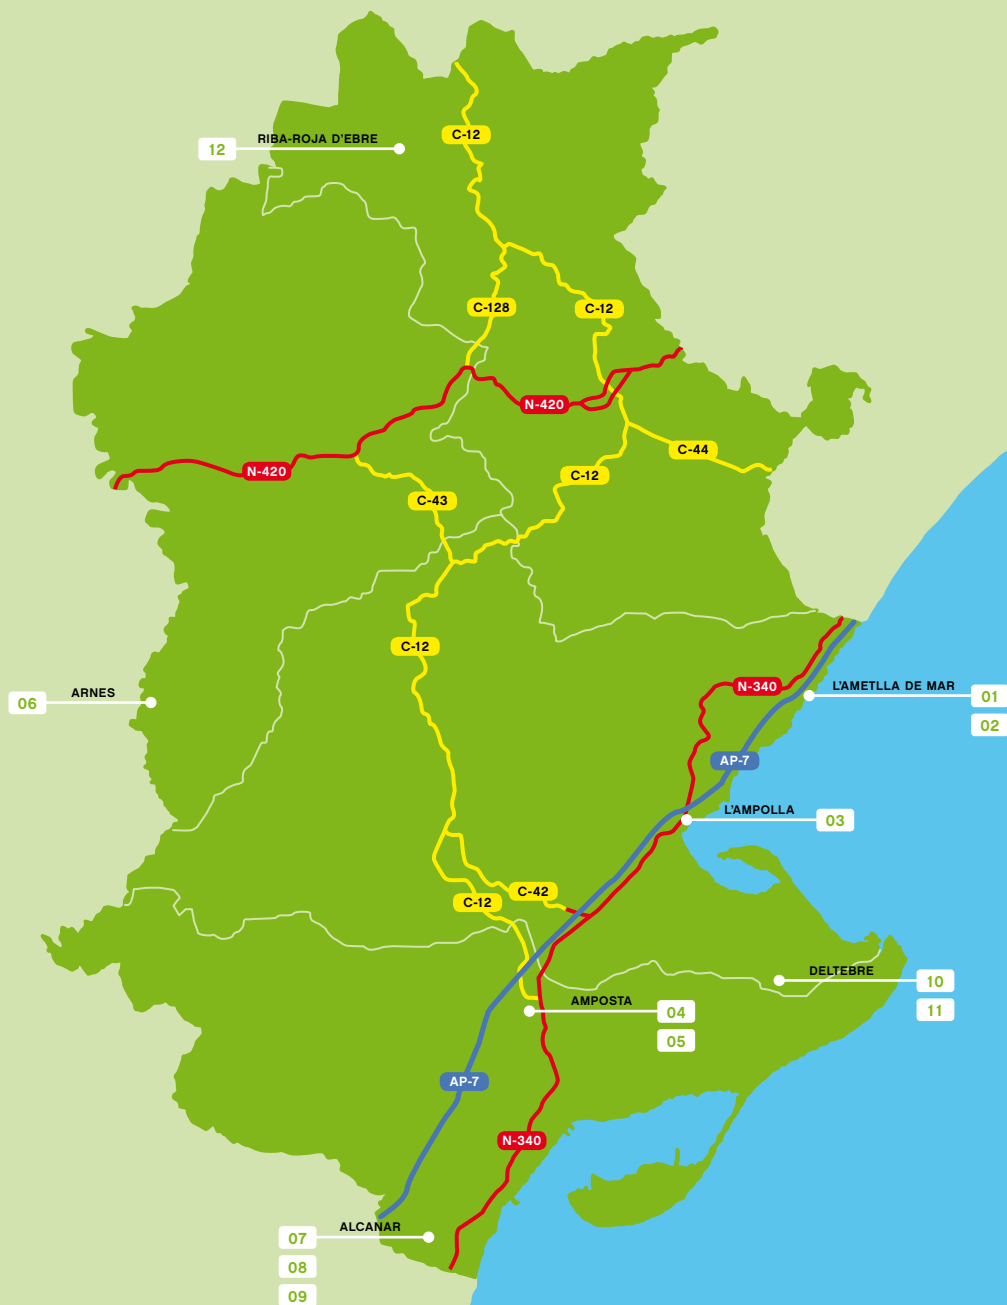 C-12
RIBA-ROJA D'EBRE
12
C-128
C-12
N-420
C-44
N-420
C-12
C-43
C-12
N-340
L'AMETLLA DE MAR
01
ARNES
06
02
AP-7
L'AMPOLLA
03
C-42
C-12
DELTEBRE
10
AMPOSTA
04
11
05
AP-7
N-340
ALCANAR
07
08
09